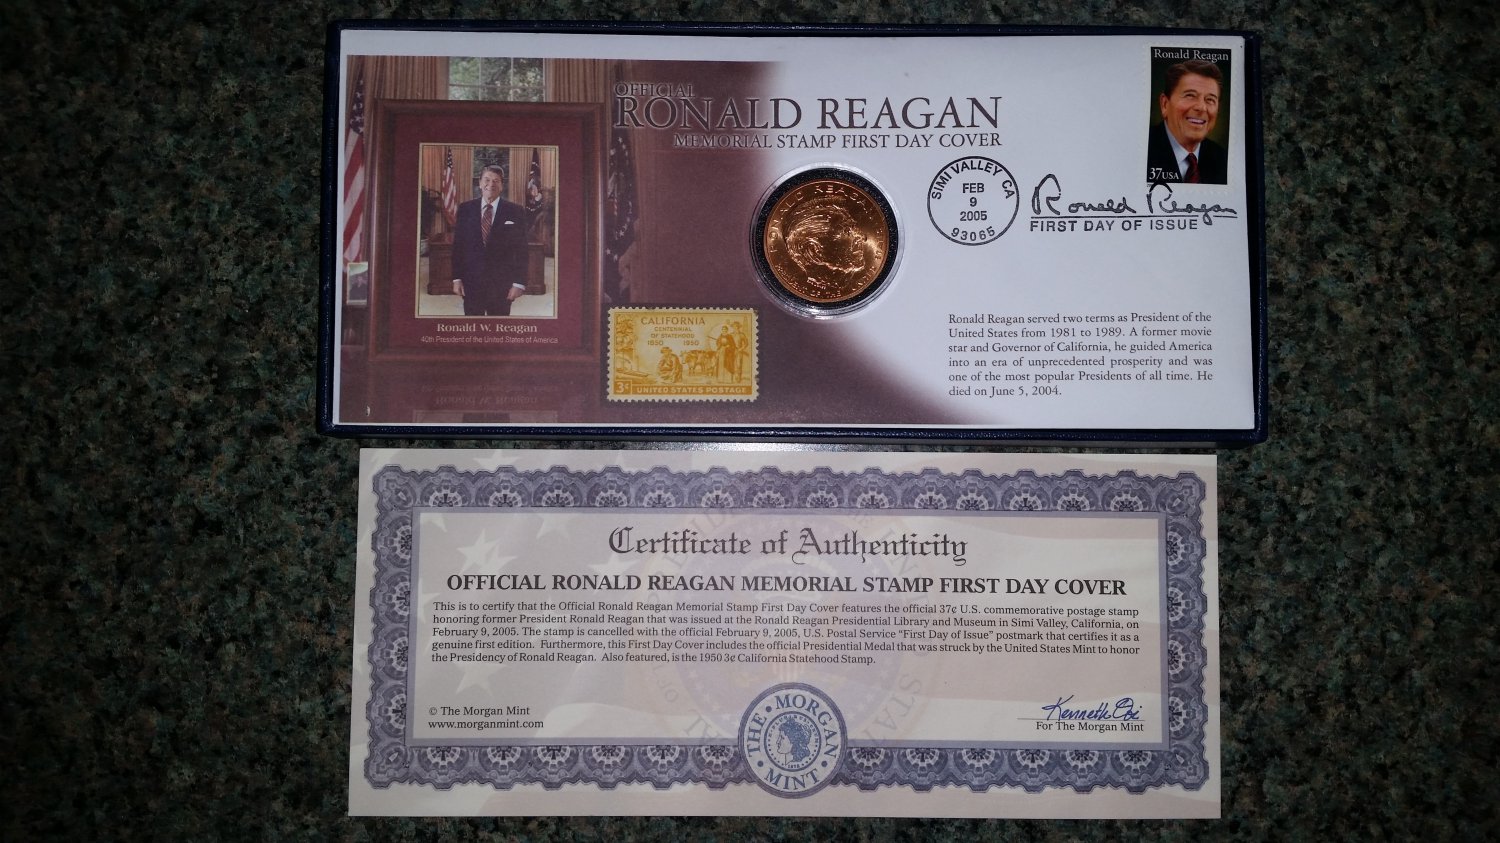 OFFICIAL
RONALD REAGAN
MEMORIAL STAMP FIRST DAY COVER
Ronald Reagan
37USA
SIMI VALLEY CA
FEB
9
2005
93065
Ronald Reagan
FIRST DAY OF ISSUE
RONALD REAGAN
Ronald W. Reagan
40th President of the United States of America
CALIFORNIA
CENTENNIAL
OF STATEHOOD
1850 1950
3¢ UNITED STATES POSTAGE
Ronald W. Reagan
Ronald Reagan served two terms as President of the
United States from 1981 to 1989. A former movie
star and Governor of California, he guided America
into an era of unprecedented prosperity and was
one of the most popular Presidents of all time. He
died on June 5, 2004.
Certificate of Authenticity
OFFICIAL RONALD REAGAN MEMORIAL STAMP FIRST DAY COVER
This is to certify that the Official Ronald Reagan Memorial Stamp First Day Cover features the official 37¢ U.S. commemorative postage stamp
honoring former President Ronald Reagan that was issued at the Ronald Reagan Presidential Library and Museum in Simi Valley, California, on
February 9, 2005. The stamp is cancelled with the official February 9, 2005, U.S. Postal Service "First Day of Issue" postmark that certifies it as a
genuine first edition. Furthermore, this First Day Cover includes the official Presidential Medal that was struck by the United States Mint to honor
the Presidency of Ronald Reagan. Also featured, is the 1950 3¢ California Statehood Stamp.
© The Morgan Mint
www.morganmint.com
THE • MORGAN • MINT •
For The Morgan Mint